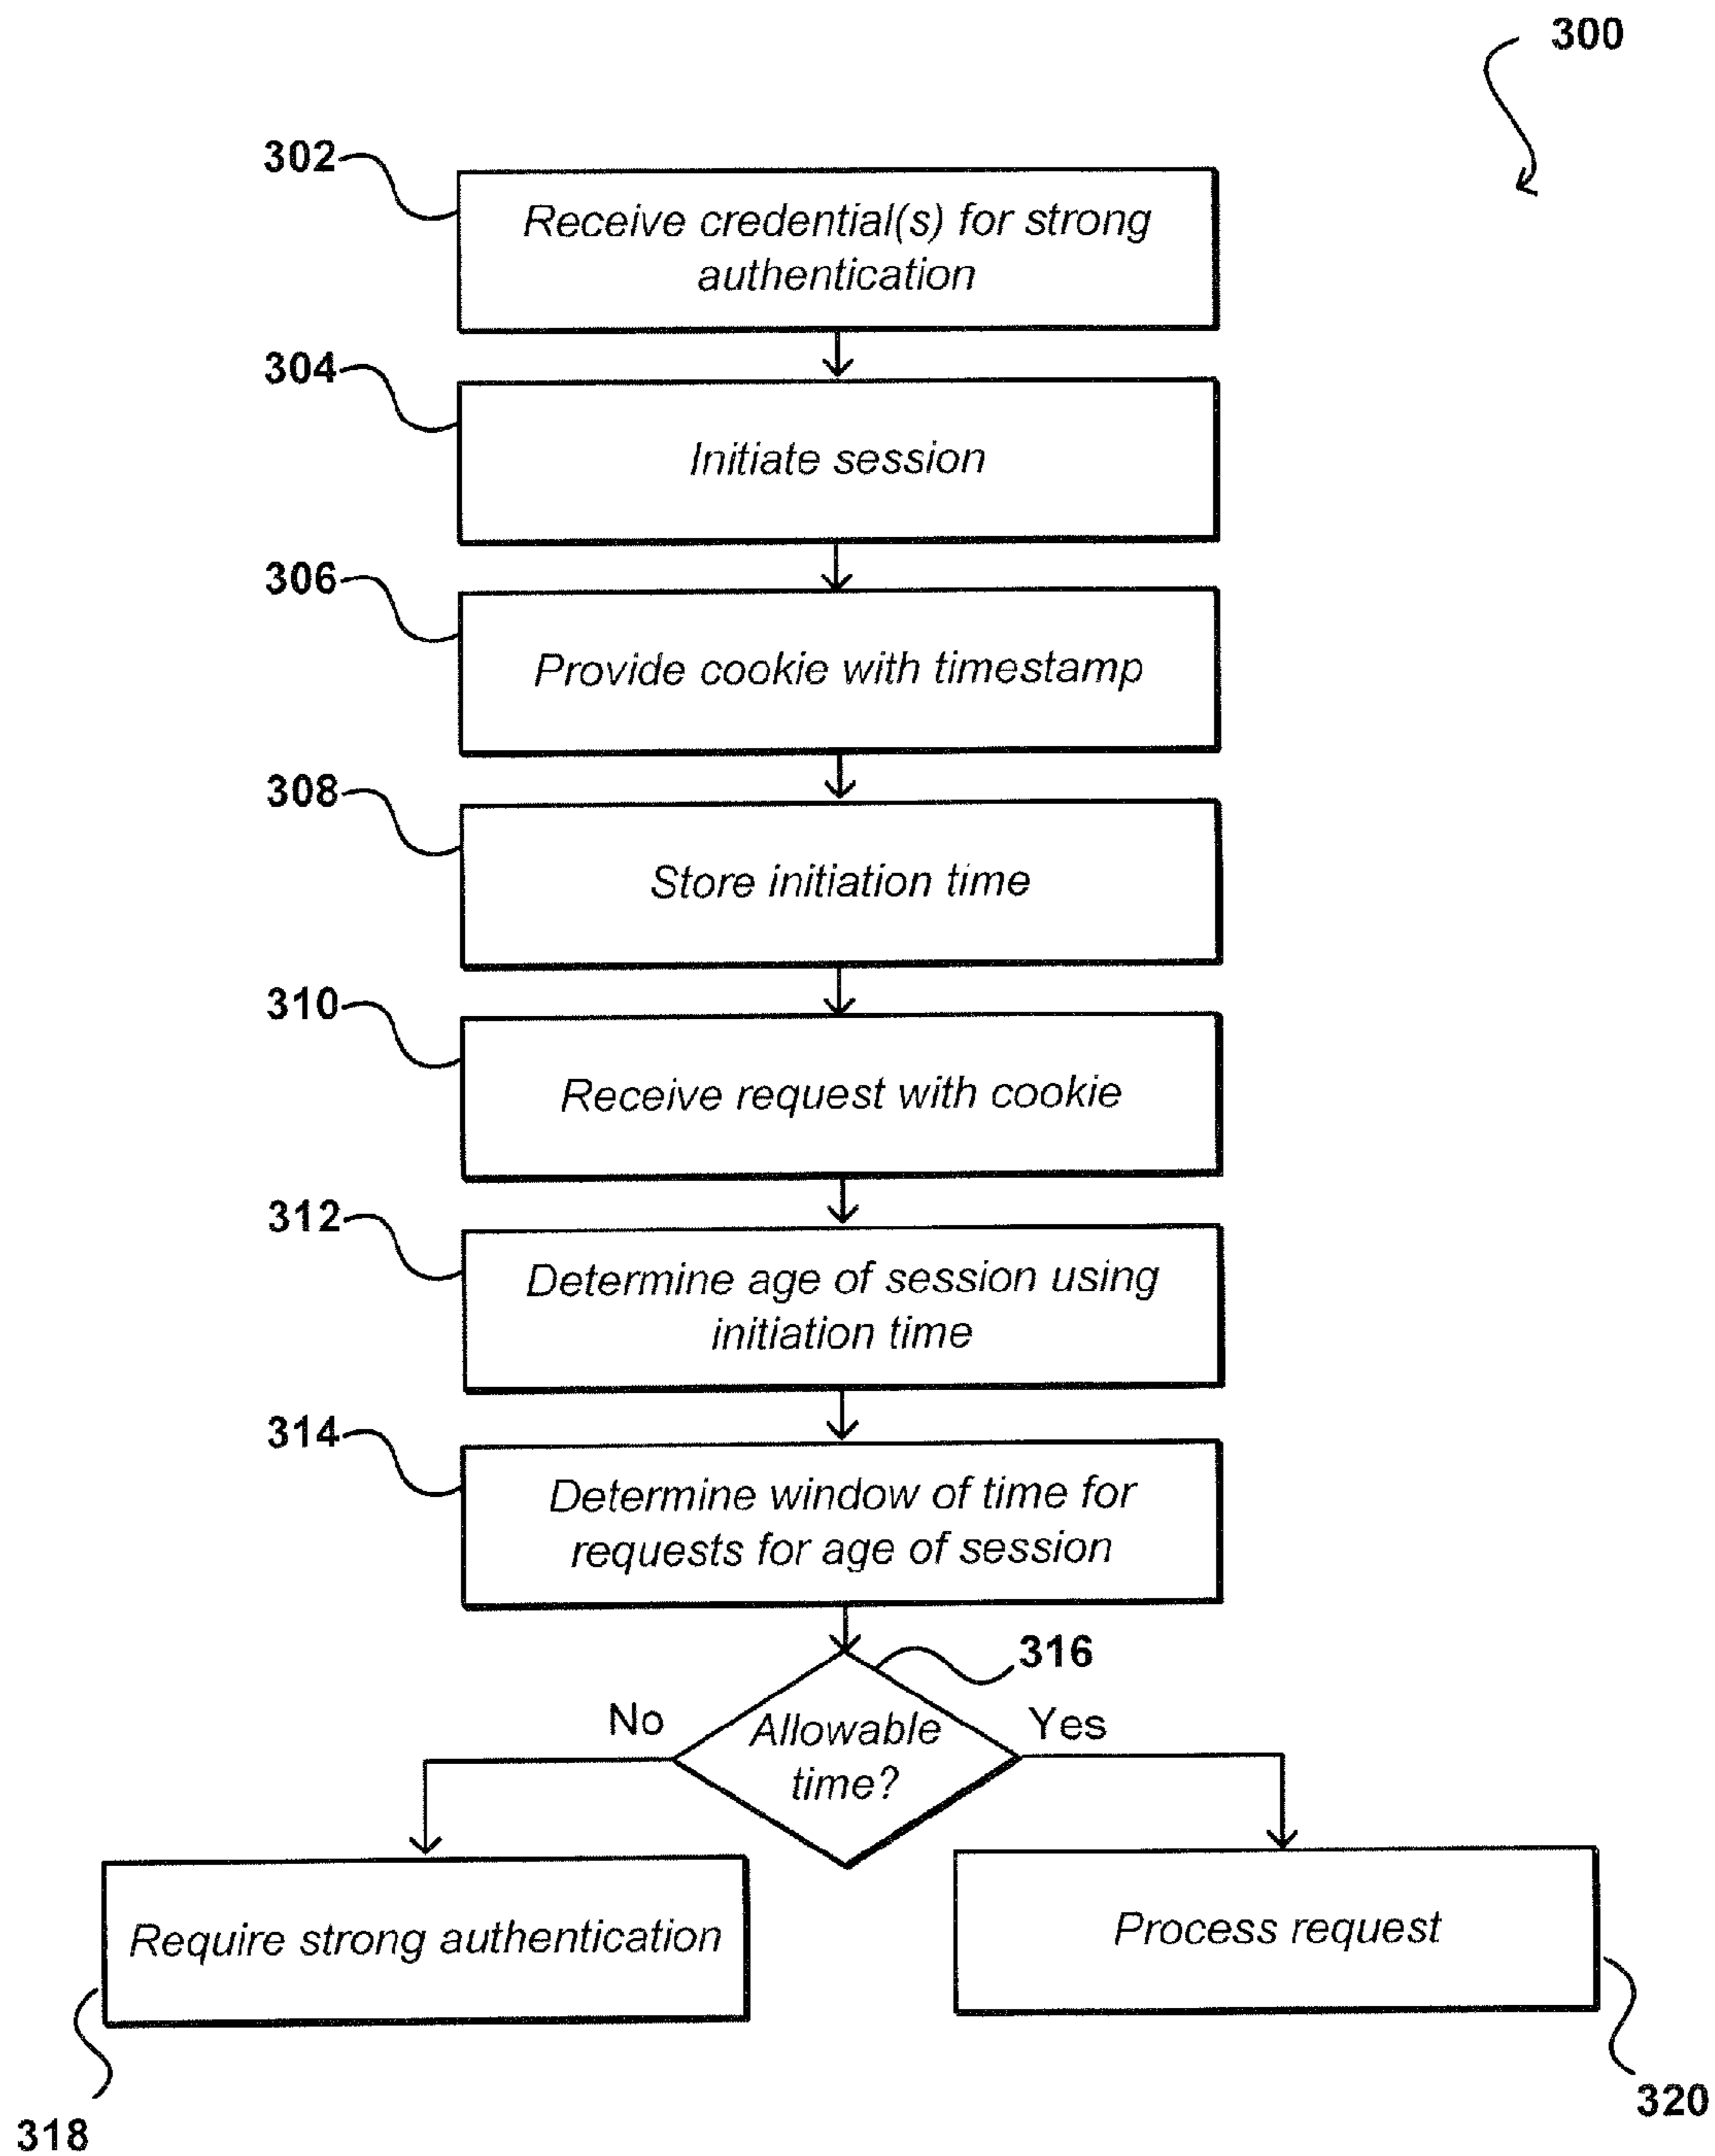 300
302
Receive credential(s) for strong
authentication
304
Initiate session
306
Provide cookie with timestamp
308
Store initiation time
310
Receive request with cookie
312
Determine age of session using
initiation time
314
Determine window of time for
requests for age of session
316
No
Allowable
time?
Yes
Require strong authentication
Process request
318
320